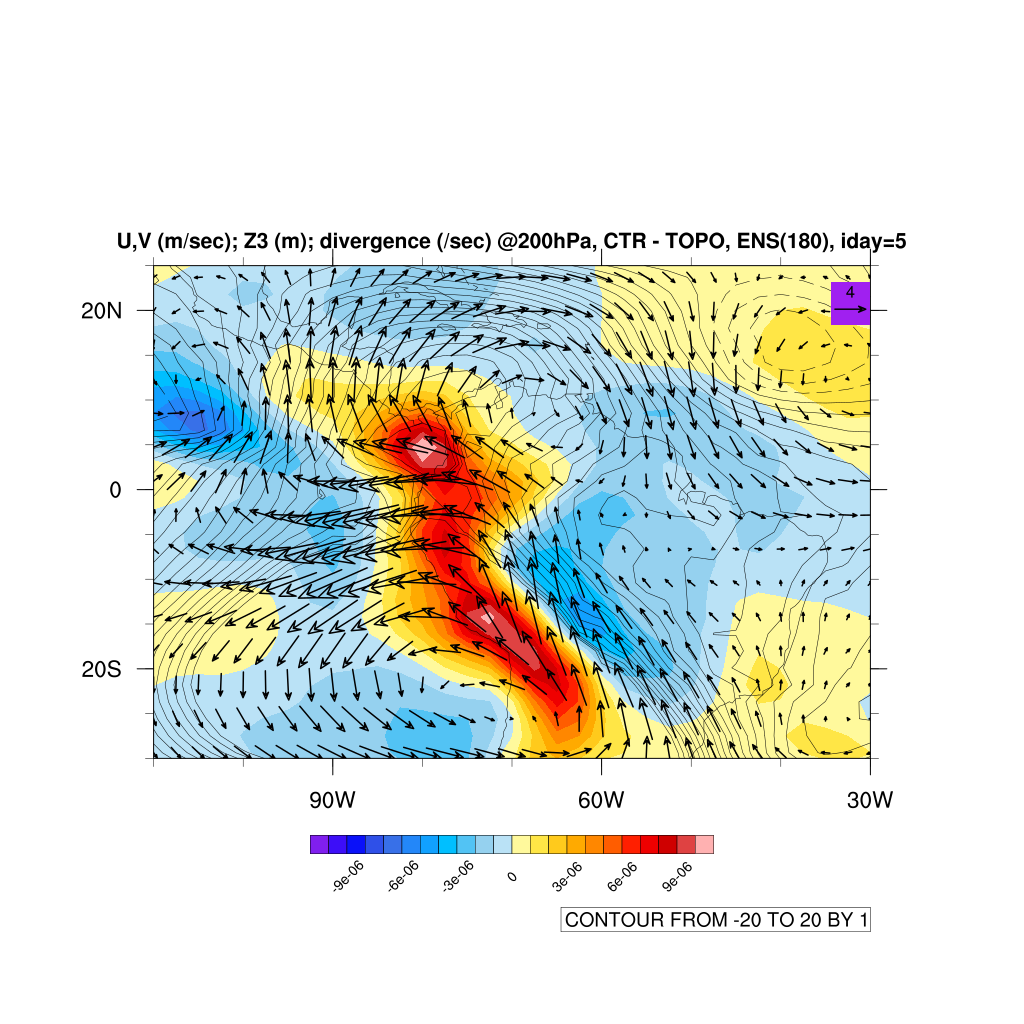 U,V (m/sec); Z3 (m); divergence (/sec) @200hPa, CTR - TOPO, ENS(180), iday=5
4
20N
0
20S
90W 60W 30W
-9e-06 -6e-06 -3e-06 0 3e-06 6e-06 9e-06
CONTOUR FROM -20 TO 20 BY 1